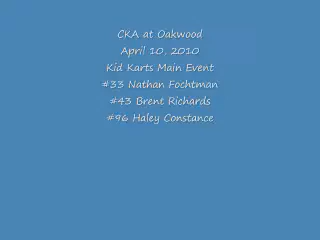 CKA at Oakwood
April 10, 2010
Kid Karts Main Event
#33 Nathan Fochtman
#43 Brent Richards
#96 Haley Constance